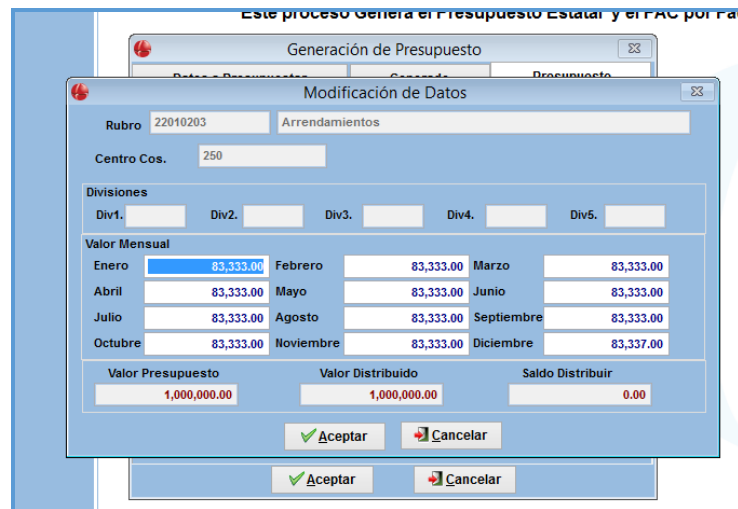 Este proceso Genera el Presupuesto Estatal y el PAC por
Generación de Presupuesto
Datos a Presupuestar Generado Presupuesto
Modificación de Datos
Rubro 22010203 Arrendamientos
Centro Cos. 250
Divisiones
Div1. Div2. Div3. Div4. Div5.
Valor Mensual
Enero 83,333.00 Febrero 83,333.00 Marzo 83,333.00
Abril 83,333.00 Mayo 83,333.00 Junio 83,333.00
Julio 83,333.00 Agosto 83,333.00 Septiembre 83,333.00
Octubre 83,333.00 Noviembre 83,333.00 Diciembre 83,337.00
Valor Presupuesto Valor Distribuido Saldo Distribuir
1,000,000.00 1,000,000.00 0.00
Aceptar Cancelar
Aceptar Cancelar